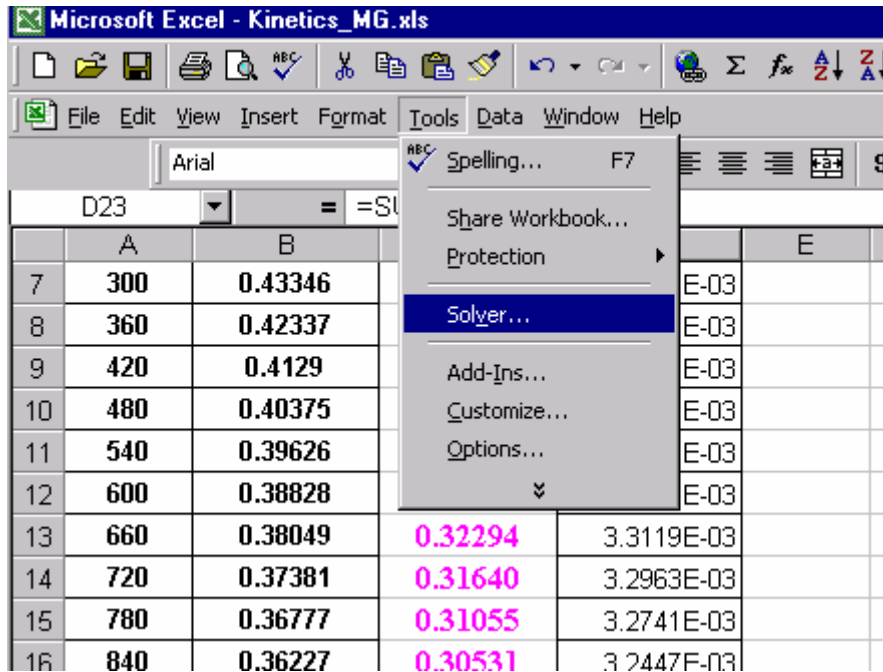 Microsoft Excel - Kinetics_MG.xls
ABC Σ fx A Z Z A
File Edit View Insert Format Tools Data Window Help
Arial
ABC Spelling... F7
D23 = =SU
Share Workbook...
Protection
A B E
7 300 0.43346 E-03
Solver...
8 360 0.42337 E-03
9 420 0.4129 E-03
Add-Ins...
10 480 0.40375 E-03
Customize...
11 540 0.39626 E-03
Options...
12 600 0.38828 E-03
13 660 0.38049 0.32294 3.3119E-03
14 720 0.37381 0.31640 3.2963E-03
15 780 0.36777 0.31055 3.2741E-03
16 840 0.36227 0.30531 3.2447E-03